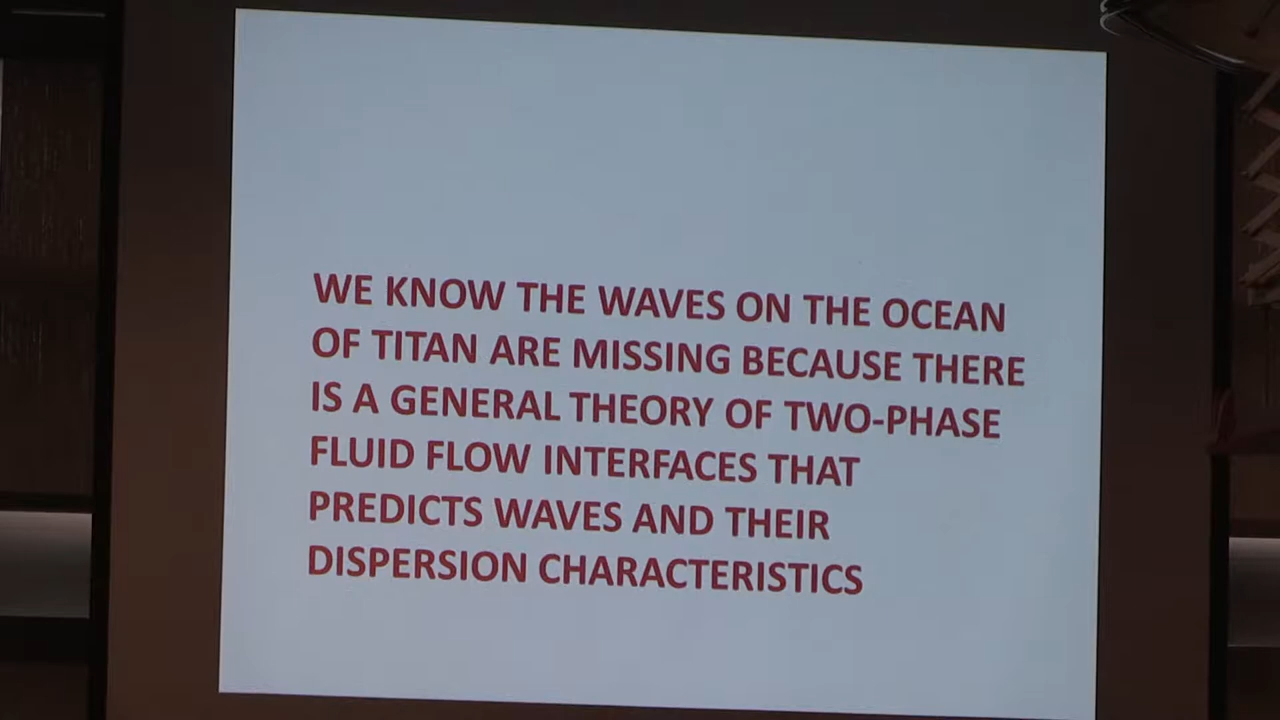 WE KNOW THE WAVES ON THE OCEAN
OF TITAN ARE MISSING BECAUSE THERE
IS A GENERAL THEORY OF TWO-PHASE
FLUID FLOW INTERFACES THAT
PREDICTS WAVES AND THEIR
DISPERSION CHARACTERISTICS